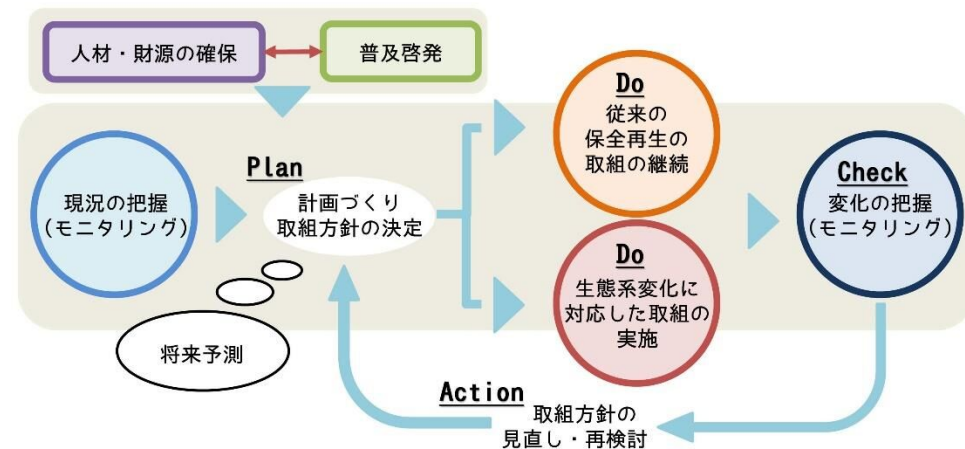 人材・財源の確保
普及啓発
現況の把握
(モニタリング)
Plan
計画づくり
取組方針の決定
将来予測
Do
従来の
保全再生の
取組の継続
Do
生態系変化に
対応した取組の
実施
Check
変化の把握
(モニタリング)
Action
取組方針の
見直し・再検討